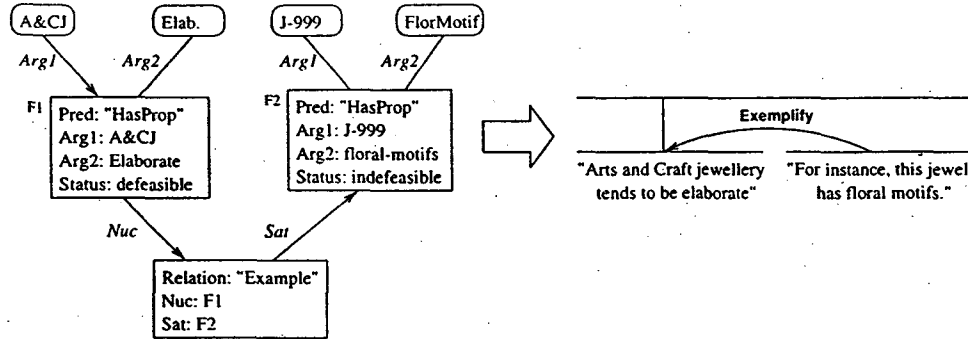 A&CJ
Elab.
J-999
FlorMotif
Arg1
Arg2
Arg1
Arg2
F1
Pred: "HasProp"
Arg1: A&CJ
Arg2: Elaborate
Status: defeasible
F2
Pred: "HasProp"
Arg1: J-999
Arg2: floral-motifs
Status: indefeasible
Exemplify
"Arts and Craft jewellery
tends to be elaborate"
"For instance, this jewel
has floral motifs."
Nuc
Sat
Relation: "Example"
Nuc: F1
Sat: F2